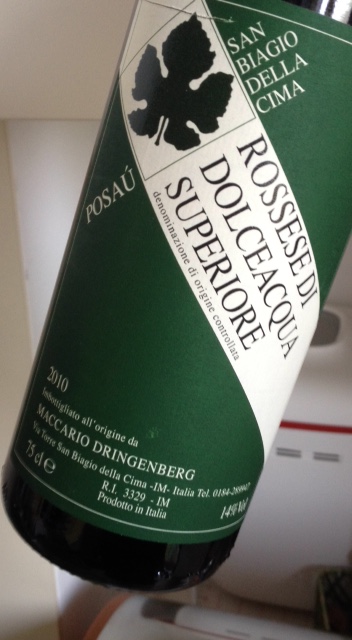 SAN
BIAGIO
DELLA
CIMA
POSAÚ
ROSSESE DI
DOLCEACQUA
SUPERIORE
denominazione di origine controllata
2010
Imbottigliato all'origine da
MACCARIO DRINGENBERG
Via Torre San Biagio della Cima -IM- Italia Tel. 0184-289947
R.I. 3329 - IM
75 cl e
Prodotto in Italia
14% Vol